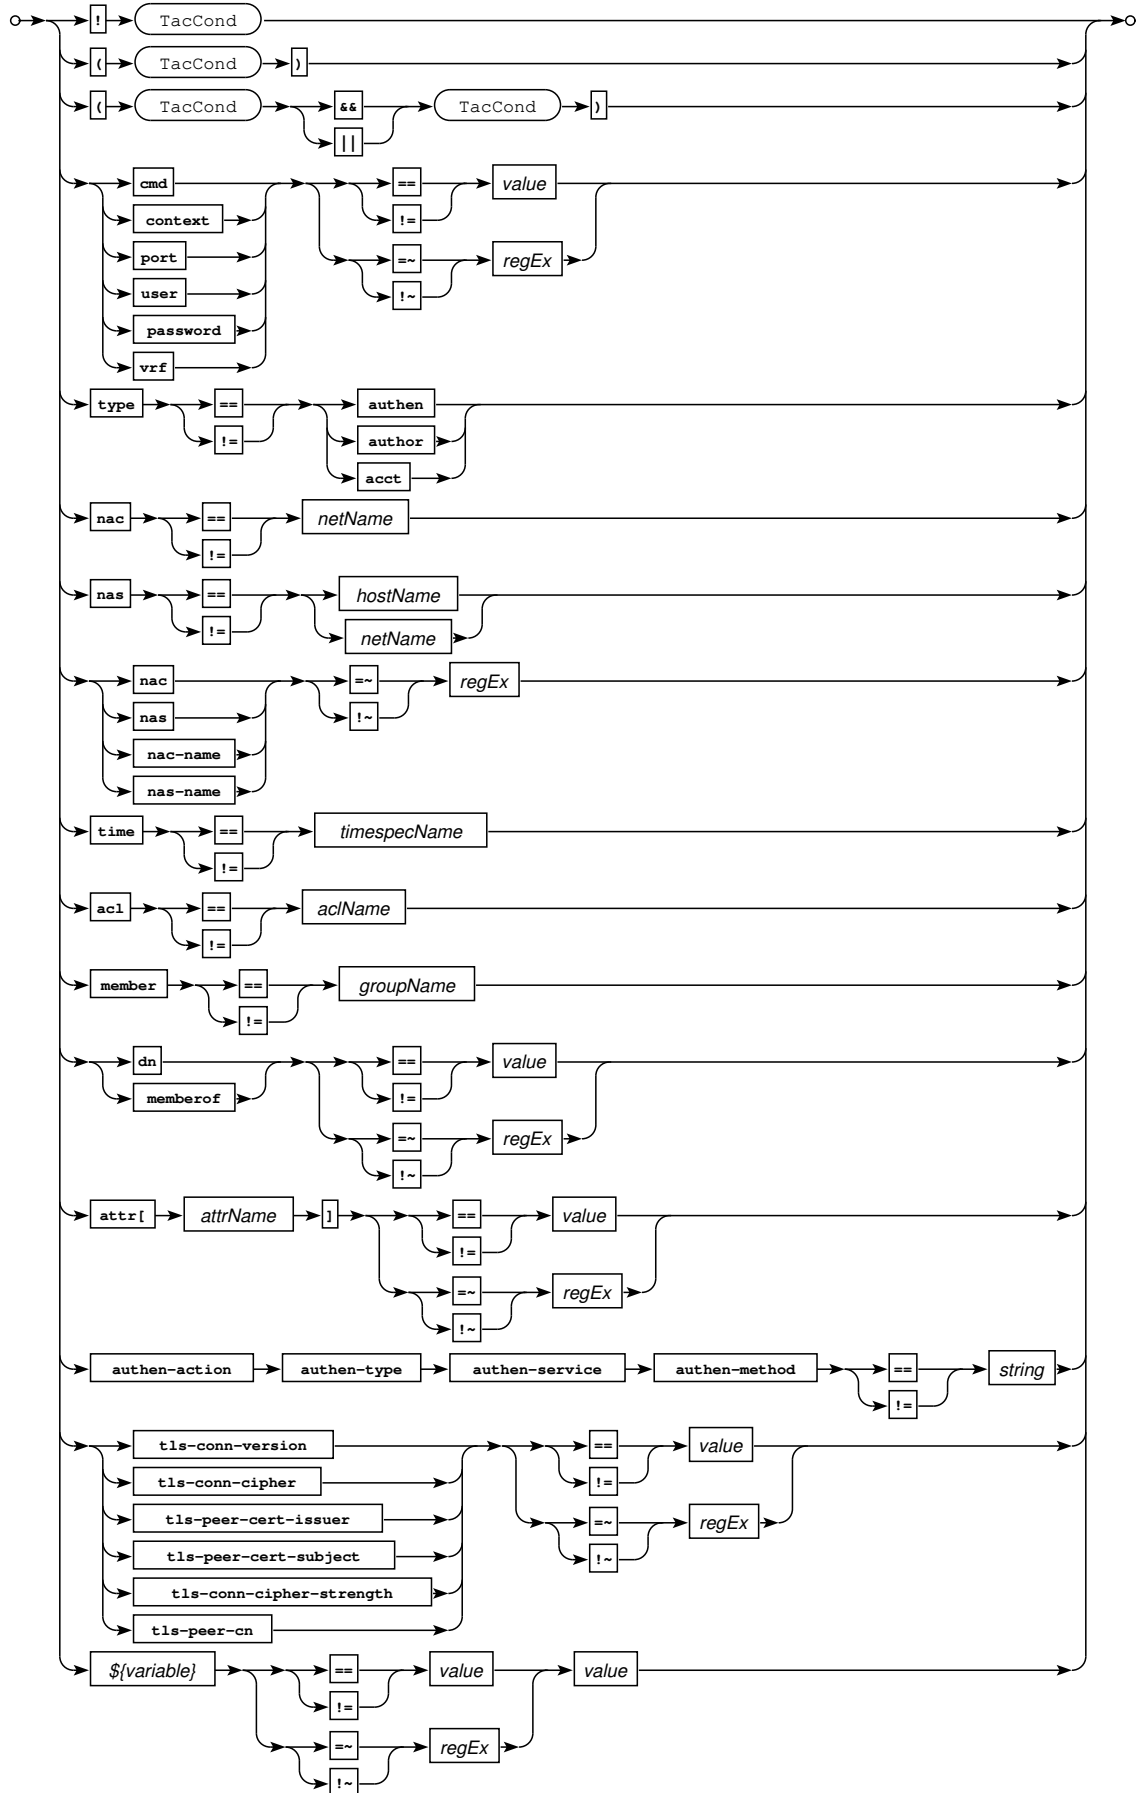 ! TacCond
( TacCond )
( TacCond && TacCond )
||
cmd == value
context !=
port =~ regEx
user !~
password
vrf
type == authen
!= author
acct
nac == netName
!=
nas == hostName
!= netName
nac =~ regEx
nas !~
nac-name
nas-name
time == timespecName
!=
acl == aclName
!=
member == groupName
!=
dn == value
memberof !=
=~ regEx
!~
attr[ attrName ] == value
!=
=~ regEx
!~
authen-action authen-type authen-service authen-method == string
!=
tls-conn-version == value
tls-conn-cipher !=
tls-peer-cert-issuer =~ regEx
tls-peer-cert-subject !~
tls-conn-cipher-strength
tls-peer-cn
${variable} == value value
!=
=~ regEx
!~